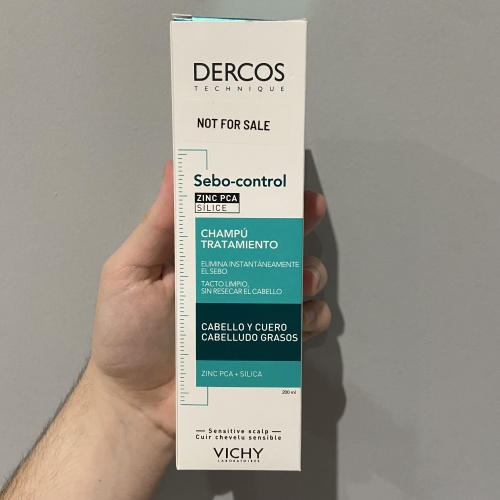 DERCOS
TECHNIQUE
NOT FOR SALE
Sebo-control
ZINC PCA
SÍLICE
CHAMPÚ
TRATAMIENTO
ELIMINA INSTANTÁNEAMENTE
EL SEBO
TACTO LIMPIO,
SIN RESECAR EL CABELLO
CABELLO Y CUERO
CABELLUDO GRASOS
ZINC PCA + SILICA
200 ml
— Sensitive scalp —
Cuir chevelu sensible
VICHY
LABORATOIRES